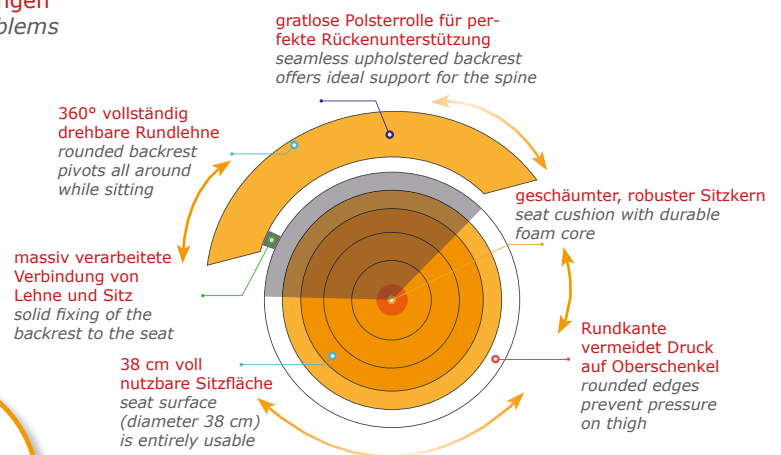 gratlose Polsterrolle für per-
fekte Rückenunterstützung
seamless upholstered backrest
offers ideal support for the spine
360° vollständig
drehbare Rundlehne
rounded backrest
pivots all around
while sitting
geschäumter, robuster Sitzkern
seat cushion with durable
foam core
massiv verarbeitete
Verbindung von
Lehne und Sitz
solid fixing of the
backrest to the seat
Rundkante
vermeidet Druck
auf Oberschenkel
rounded edges
prevent pressure
on thigh
38 cm voll
nutzbare Sitzfläche
seat surface
(diameter 38 cm)
is entirely usable